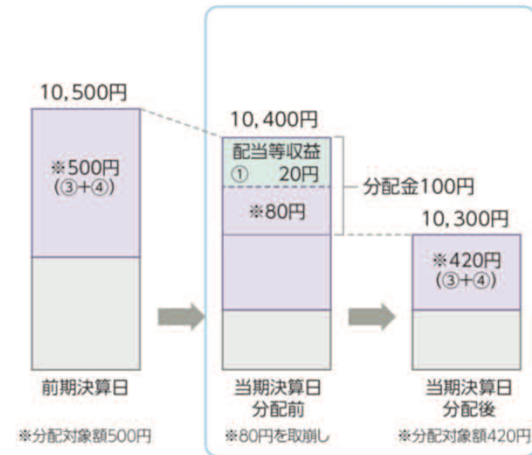 10,500円
※500円
(③+④)
前期決算日
※分配対象額500円
10,400円
配当等収益
① 20円
※80円
分配金100円
当期決算日
分配前
※80円を取崩し
10,300円
※420円
(③+④)
当期決算日
分配後
※分配対象額420円